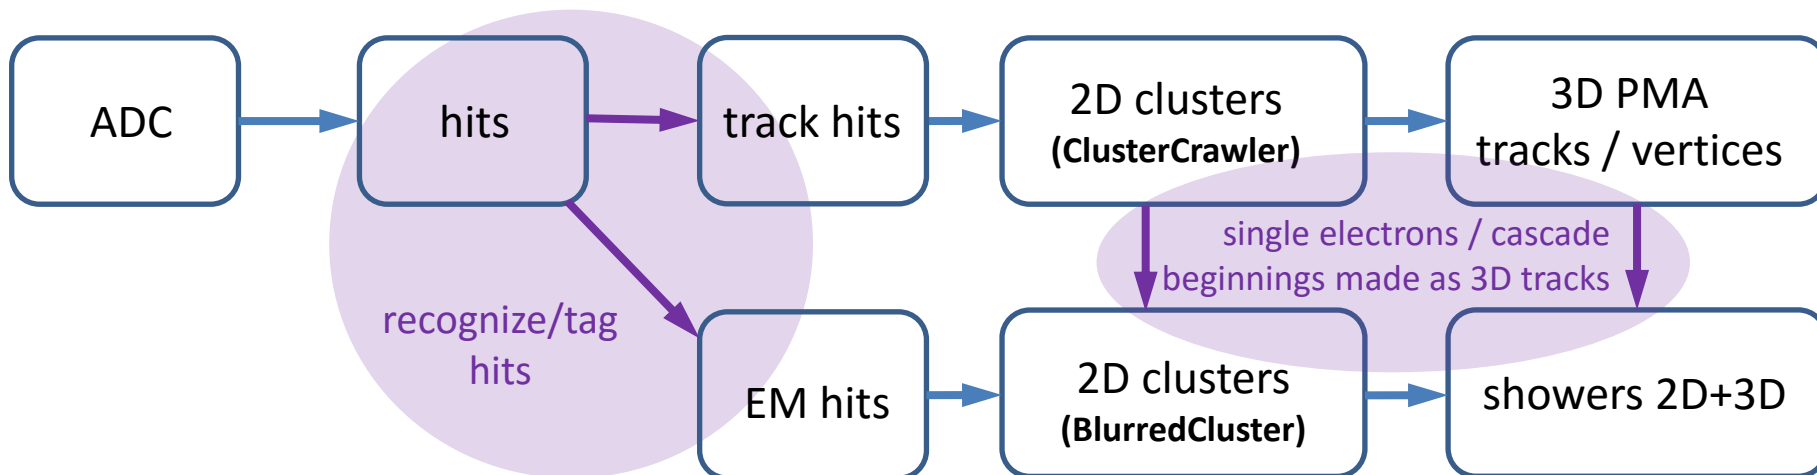 ADC
hits
track hits
2D clusters
(ClusterCrawler)
3D PMA
tracks / vertices
single electrons / cascade
beginnings made as 3D tracks
recognize/tag
hits
EM hits
2D clusters
(BlurredCluster)
showers 2D+3D